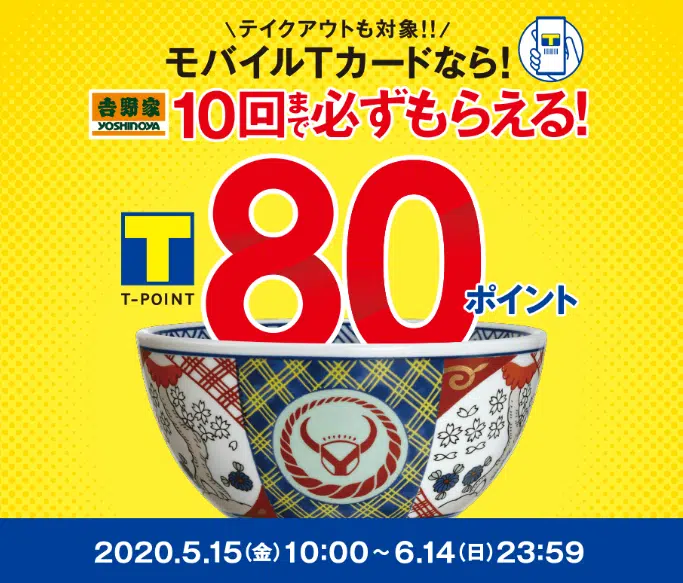 \テイクアウトも対象!!/
モバイルTカードなら!
T
吉野家
YOSHINOYA
10回まで必ずもらえる!
T
T-POINT
80
ポイント
2020.5.15(金)10:00~6.14(日)23:59